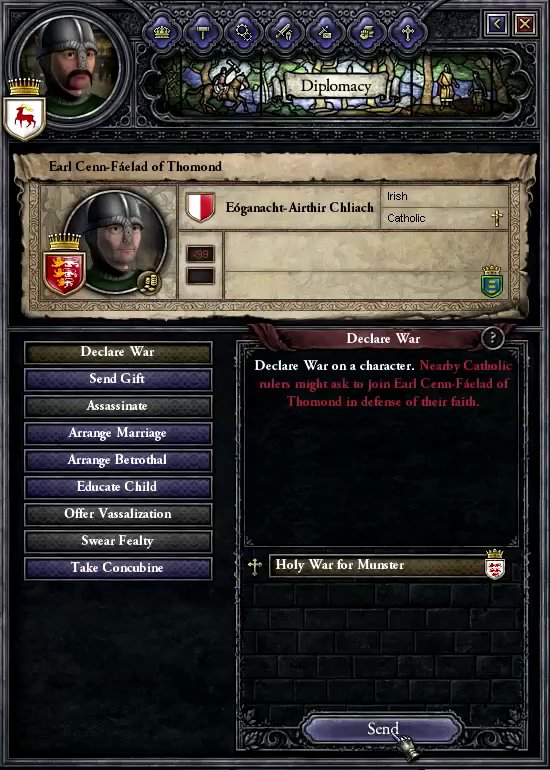 Diplomacy
Earl Cenn-Fáelad of Thomond
Eóganacht-Airthir Chliach
Irish
Catholic
-99
Declare War
Send Gift
Assassinate
Arrange Marriage
Arrange Betrothal
Educate Child
Offer Vassalization
Swear Fealty
Take Concubine
Declare War
?
Declare War on a character. Nearby Catholic
rulers might ask to join Earl Cenn-Fáelad of
Thomond in defense of their faith.
Holy War for Munster
Send